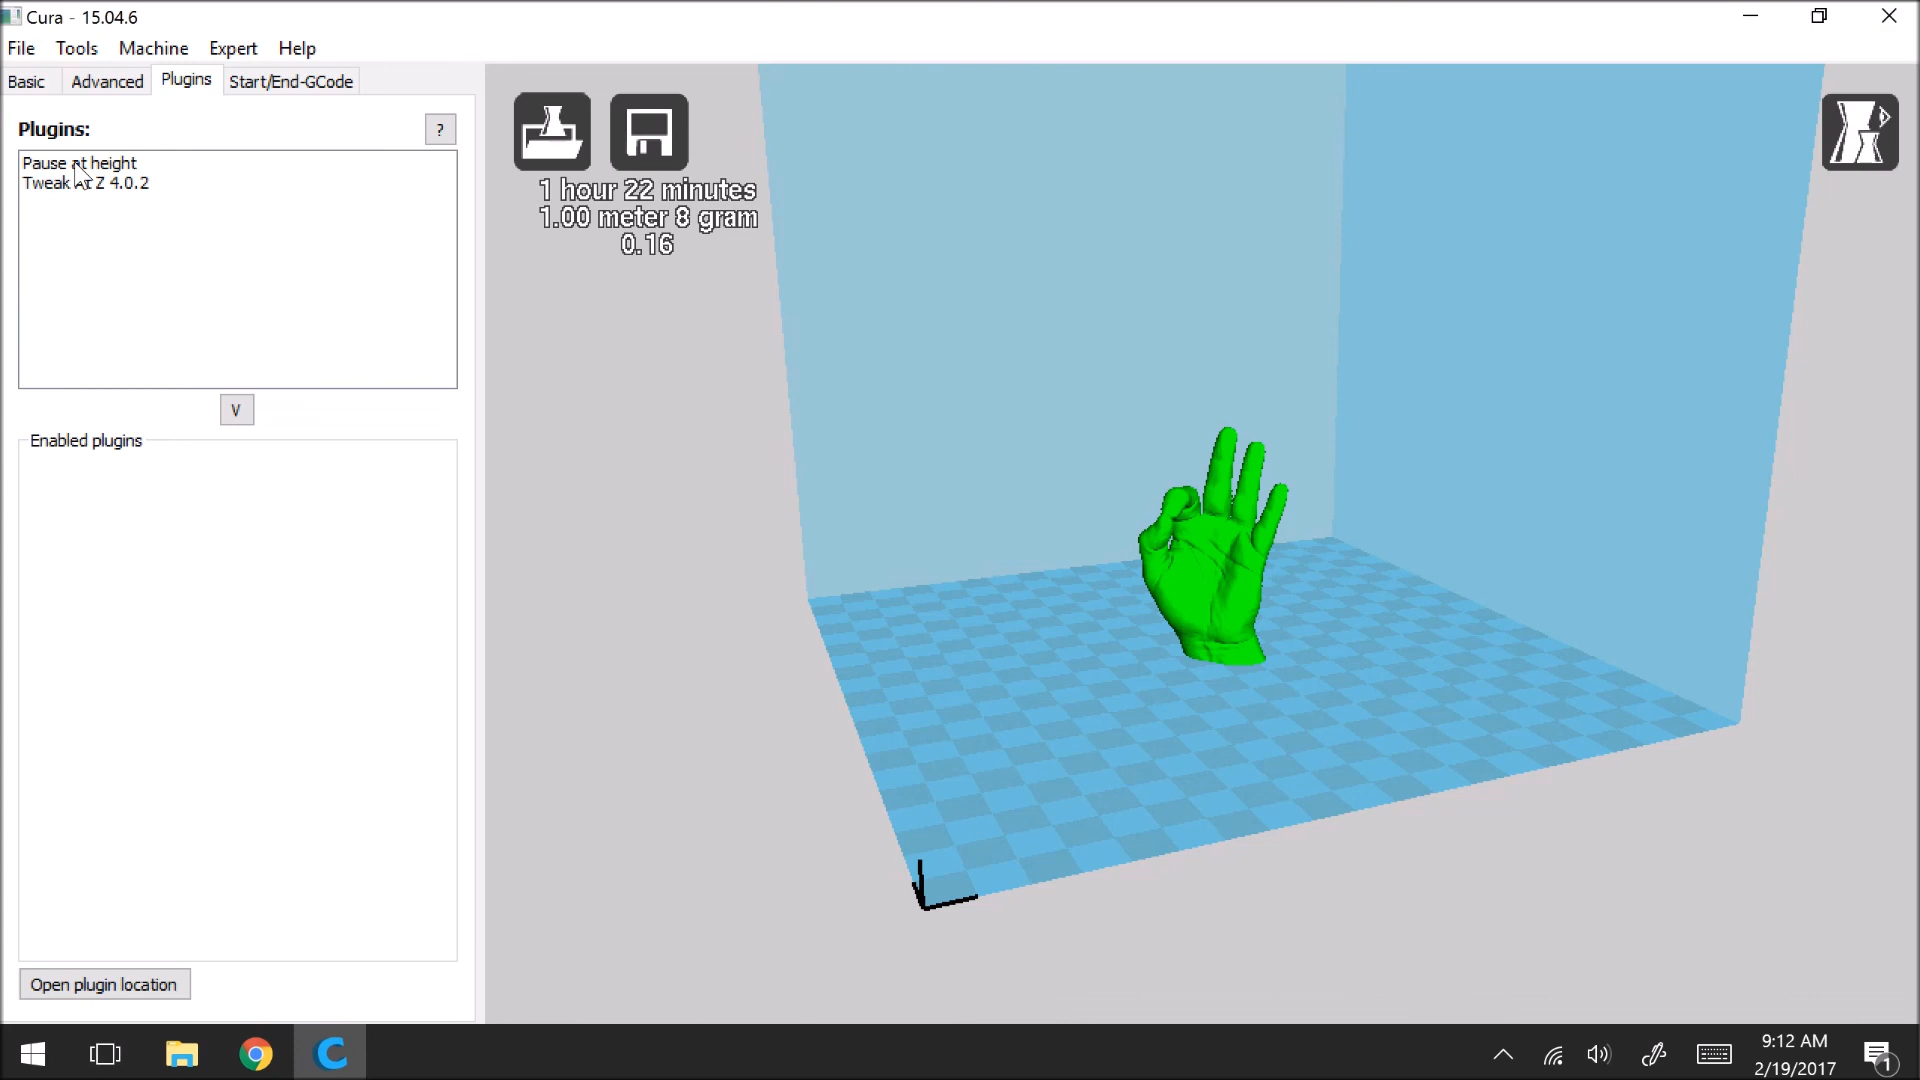 Cura - 15.04.6
File Tools Machine Expert Help
Basic Advanced Plugins Start/End-GCode
Plugins:
?
Pause at height
Tweak At Z 4.0.2
V
Enabled plugins
Open plugin location
1 hour 22 minutes
1.00 meter 8 gram
0.16
9:12 AM
2/19/2017
1